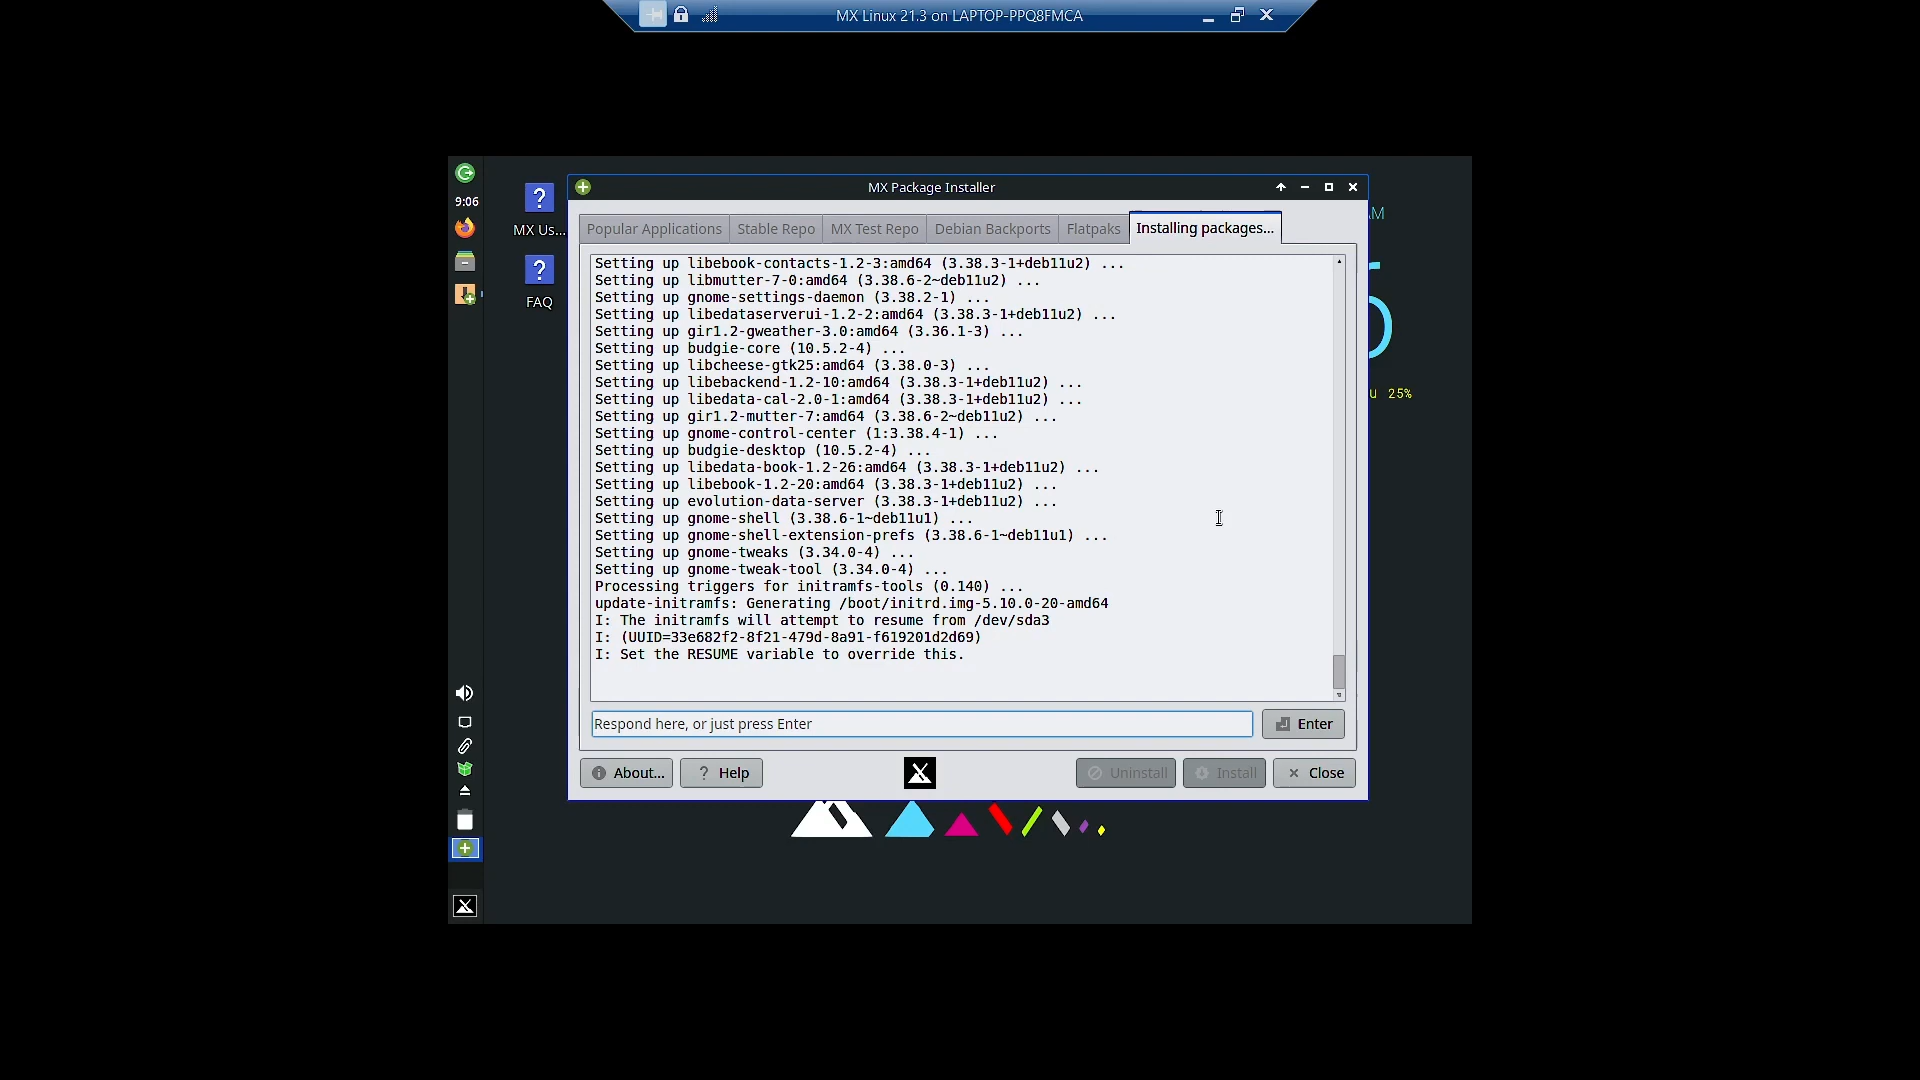 MX Linux 21.3 on LAPTOP-PPQ8FMCA
9:06
MX Us...
FAQ
MX Package Installer
Popular Applications
Stable Repo
MX Test Repo
Debian Backports
Flatpaks
Installing packages...
Setting up libebook-contacts-1.2-3:amd64 (3.38.3-1+deb11u2) ...
Setting up libmutter-7-0:amd64 (3.38.6-2~deb11u2) ...
Setting up gnome-settings-daemon (3.38.2-1) ...
Setting up libedataserverui-1.2-2:amd64 (3.38.3-1+deb11u2) ...
Setting up gir1.2-gweather-3.0:amd64 (3.36.1-3) ...
Setting up budgie-core (10.5.2-4) ...
Setting up libcheese-gtk25:amd64 (3.38.0-3) ...
Setting up libebackend-1.2-10:amd64 (3.38.3-1+deb11u2) ...
Setting up libedata-cal-2.0-1:amd64 (3.38.3-1+deb11u2) ...
Setting up gir1.2-mutter-7:amd64 (3.38.6-2~deb11u2) ...
Setting up gnome-control-center (1:3.38.4-1) ...
Setting up budgie-desktop (10.5.2-4) ...
Setting up libedata-book-1.2-26:amd64 (3.38.3-1+deb11u2) ...
Setting up libebook-1.2-20:amd64 (3.38.3-1+deb11u2) ...
Setting up evolution-data-server (3.38.3-1+deb11u2) ...
Setting up gnome-shell (3.38.6-1~deb11u1) ...
Setting up gnome-shell-extension-prefs (3.38.6-1~deb11u1) ...
Setting up gnome-tweaks (3.34.0-4) ...
Setting up gnome-tweak-tool (3.34.0-4) ...
Processing triggers for initramfs-tools (0.140) ...
update-initramfs: Generating /boot/initrd.img-5.10.0-20-amd64
I: The initramfs will attempt to resume from /dev/sda3
I: (UUID=33e682f2-8f21-479d-8a91-f619201d2d69)
I: Set the RESUME variable to override this.
Respond here, or just press Enter
Enter
About...
Help
Uninstall
Install
Close
25%